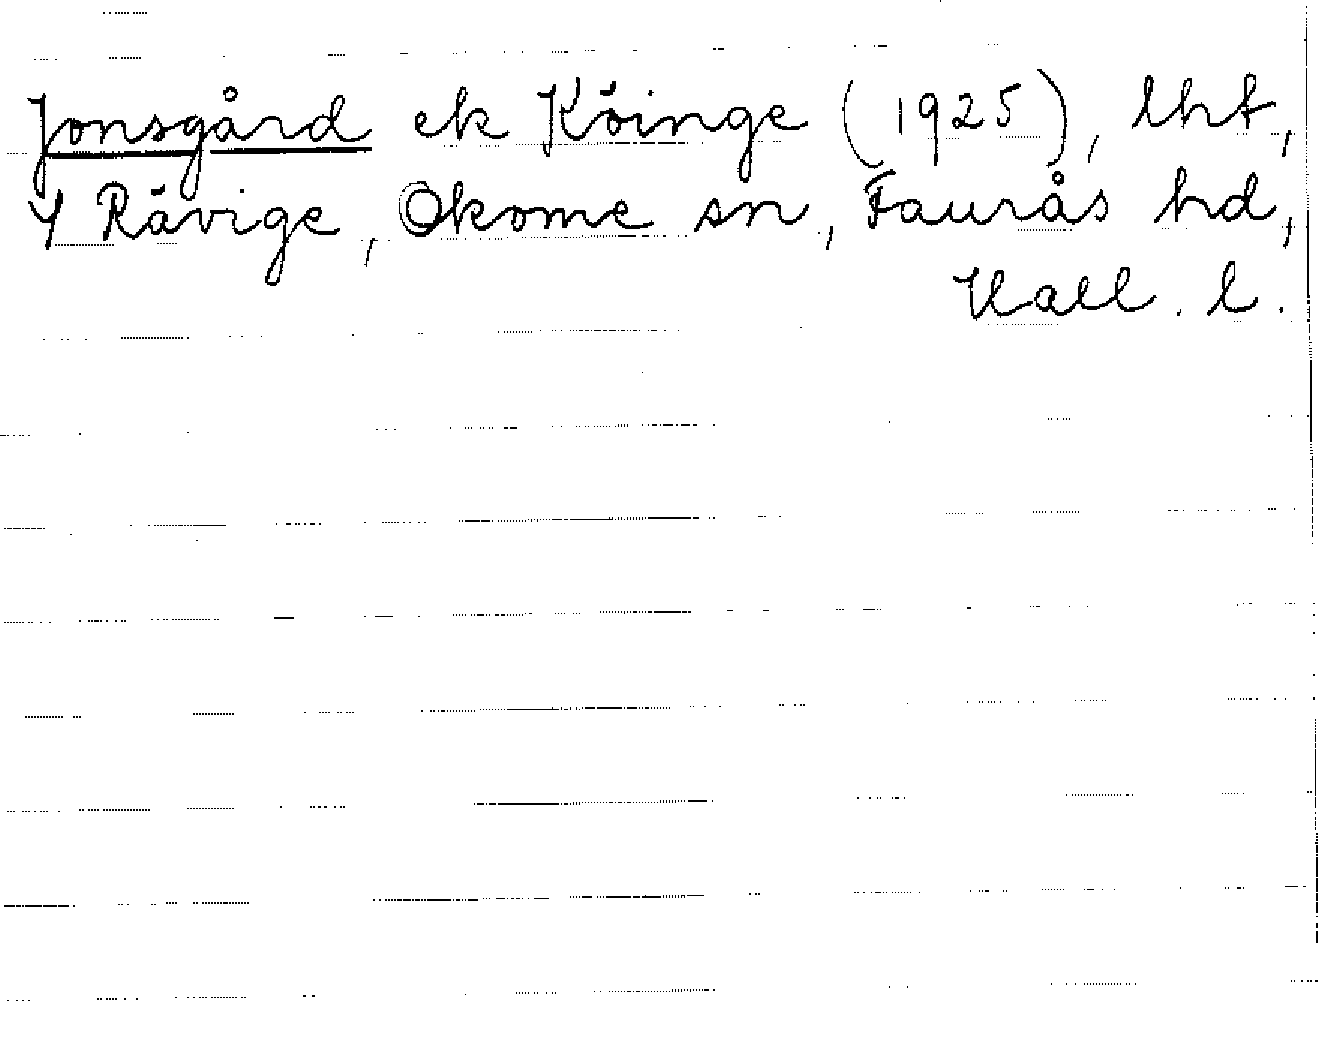 Jonsgård ek Köinge (1925), lht,
Y Rävige, Okome sn, Faurås hd,
Hall. l.